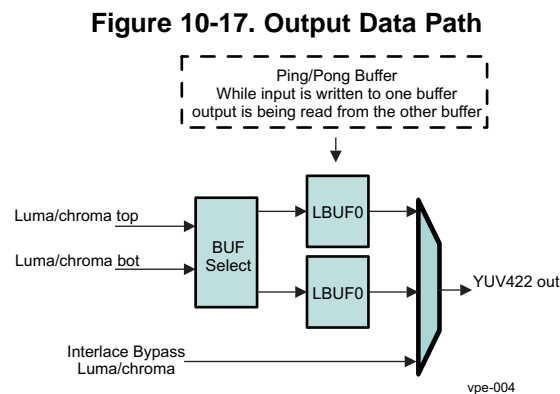 Figure 10-17. Output Data Path
Ping/Pong Buffer
While input is written to one buffer
output is being read from the other buffer
LBUF0
Luma/chroma top
BUF
Select
Luma/chroma bot
LBUF0
YUV422 out
Interlace Bypass
Luma/chroma
vpe-004